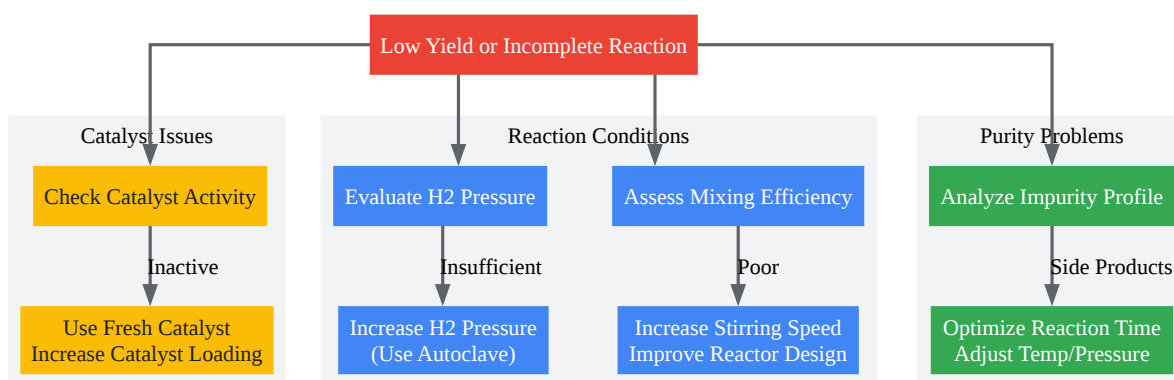 Low Yield or Incomplete Reaction
Catalyst Issues
Reaction Conditions
Purity Problems
Check Catalyst Activity
Evaluate H2 Pressure
Assess Mixing Efficiency
Analyze Impurity Profile
Inactive
Insufficient
Poor
Side Products
Use Fresh Catalyst
Increase Catalyst Loading
Increase H2 Pressure
(Use Autoclave)
Increase Stirring Speed
Improve Reactor Design
Optimize Reaction Time
Adjust Temp/Pressure